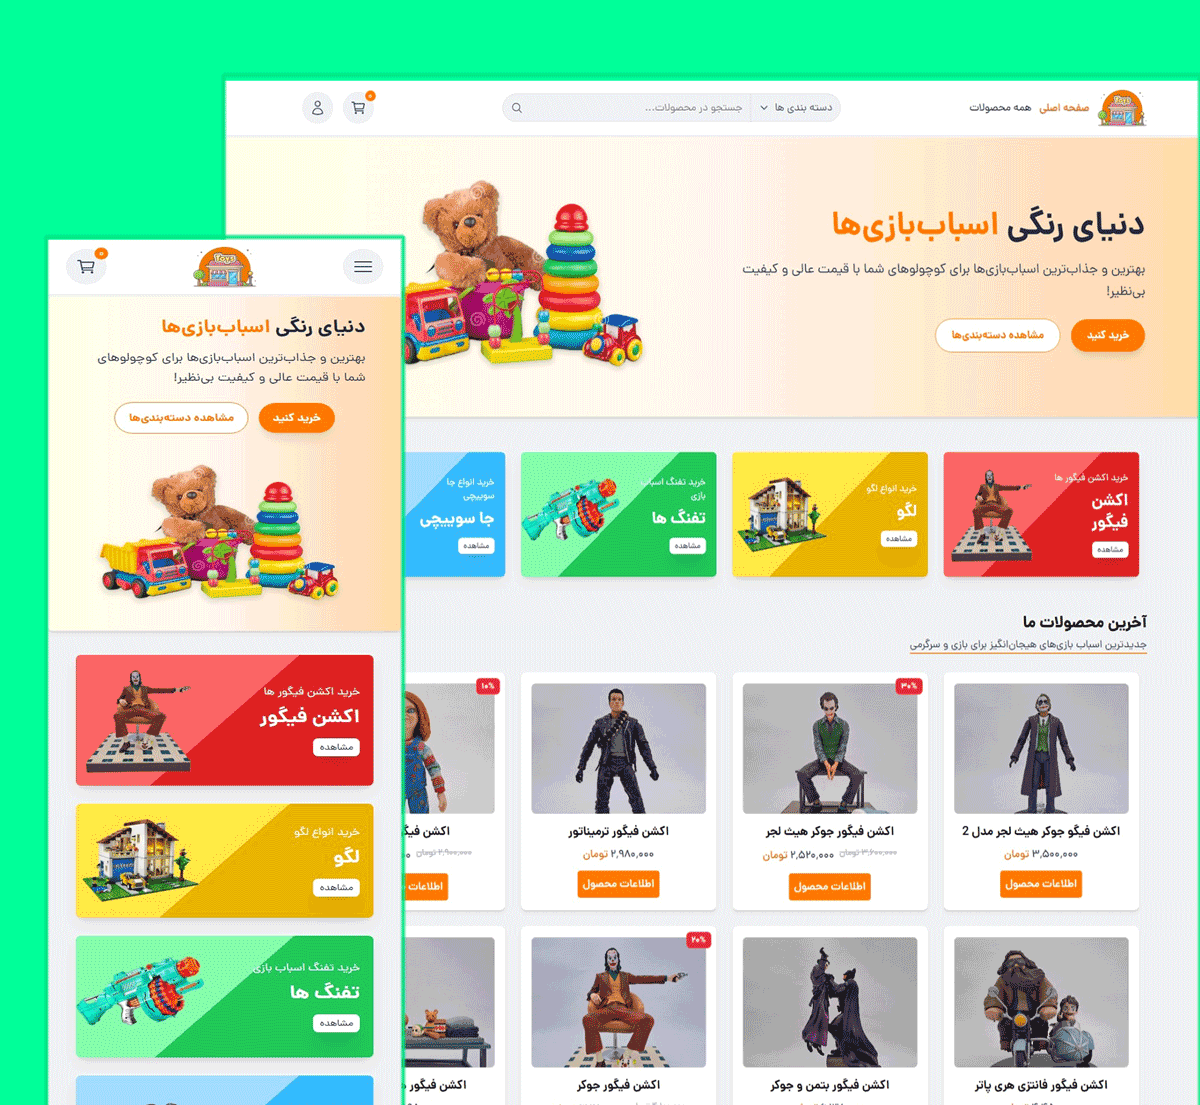 Toys
صفحه اصلی
همه محصولات
دسته بندی ها
جستجو در محصولات...
۰
دنیای رنگی اسباب‌بازی‌ها
بهترین و جذاب‌ترین اسباب‌بازی‌ها برای کوچولوهای شما با قیمت عالی و کیفیت
بی‌نظیر!
خرید کنید
مشاهده دسته‌بندی‌ها
خرید اکشن فیگور ها
اکشن
فیگور
مشاهده
خرید انواع لگو
لگو
مشاهده
خرید تفنگ اسباب
بازی
تفنگ ها
مشاهده
خرید انواع جا
سوییچی
جا سوییچی
مشاهده
آخرین محصولات ما
جدیدترین اسباب بازی‌های هیجان‌انگیز برای بازی و سرگرمی
اکشن فیگو جوکر هیث لجر مدل 2
۳,۵۰۰,۰۰۰ تومان
اطلاعات محصول
۳۰%
اکشن فیگور جوکر هیث لجر
۳,۶۰۰,۰۰۰ تومان
۲,۵۲۰,۰۰۰ تومان
اطلاعات محصول
اکشن فیگور ترمیناتور
۲,۹۸۰,۰۰۰ تومان
اطلاعات محصول
۱۰%
اکشن
۲,۹۰۰,۰۰۰ تومان
اطلاعات
اکشن فیگور فانتزی هری پاتر
اکشن فیگور بتمن و جوکر
۲۰%
اکشن فیگور جوکر
اکشن فیگور
Toys
۰
دنیای رنگی اسباب‌بازی‌ها
بهترین و جذاب‌ترین اسباب‌بازی‌ها برای کوچولوهای
شما با قیمت عالی و کیفیت بی‌نظیر!
خرید کنید
مشاهده دسته‌بندی‌ها
خرید اکشن فیگور ها
اکشن فیگور
مشاهده
خرید انواع لگو
لگو
مشاهده
خرید تفنگ اسباب بازی
تفنگ ها
مشاهده